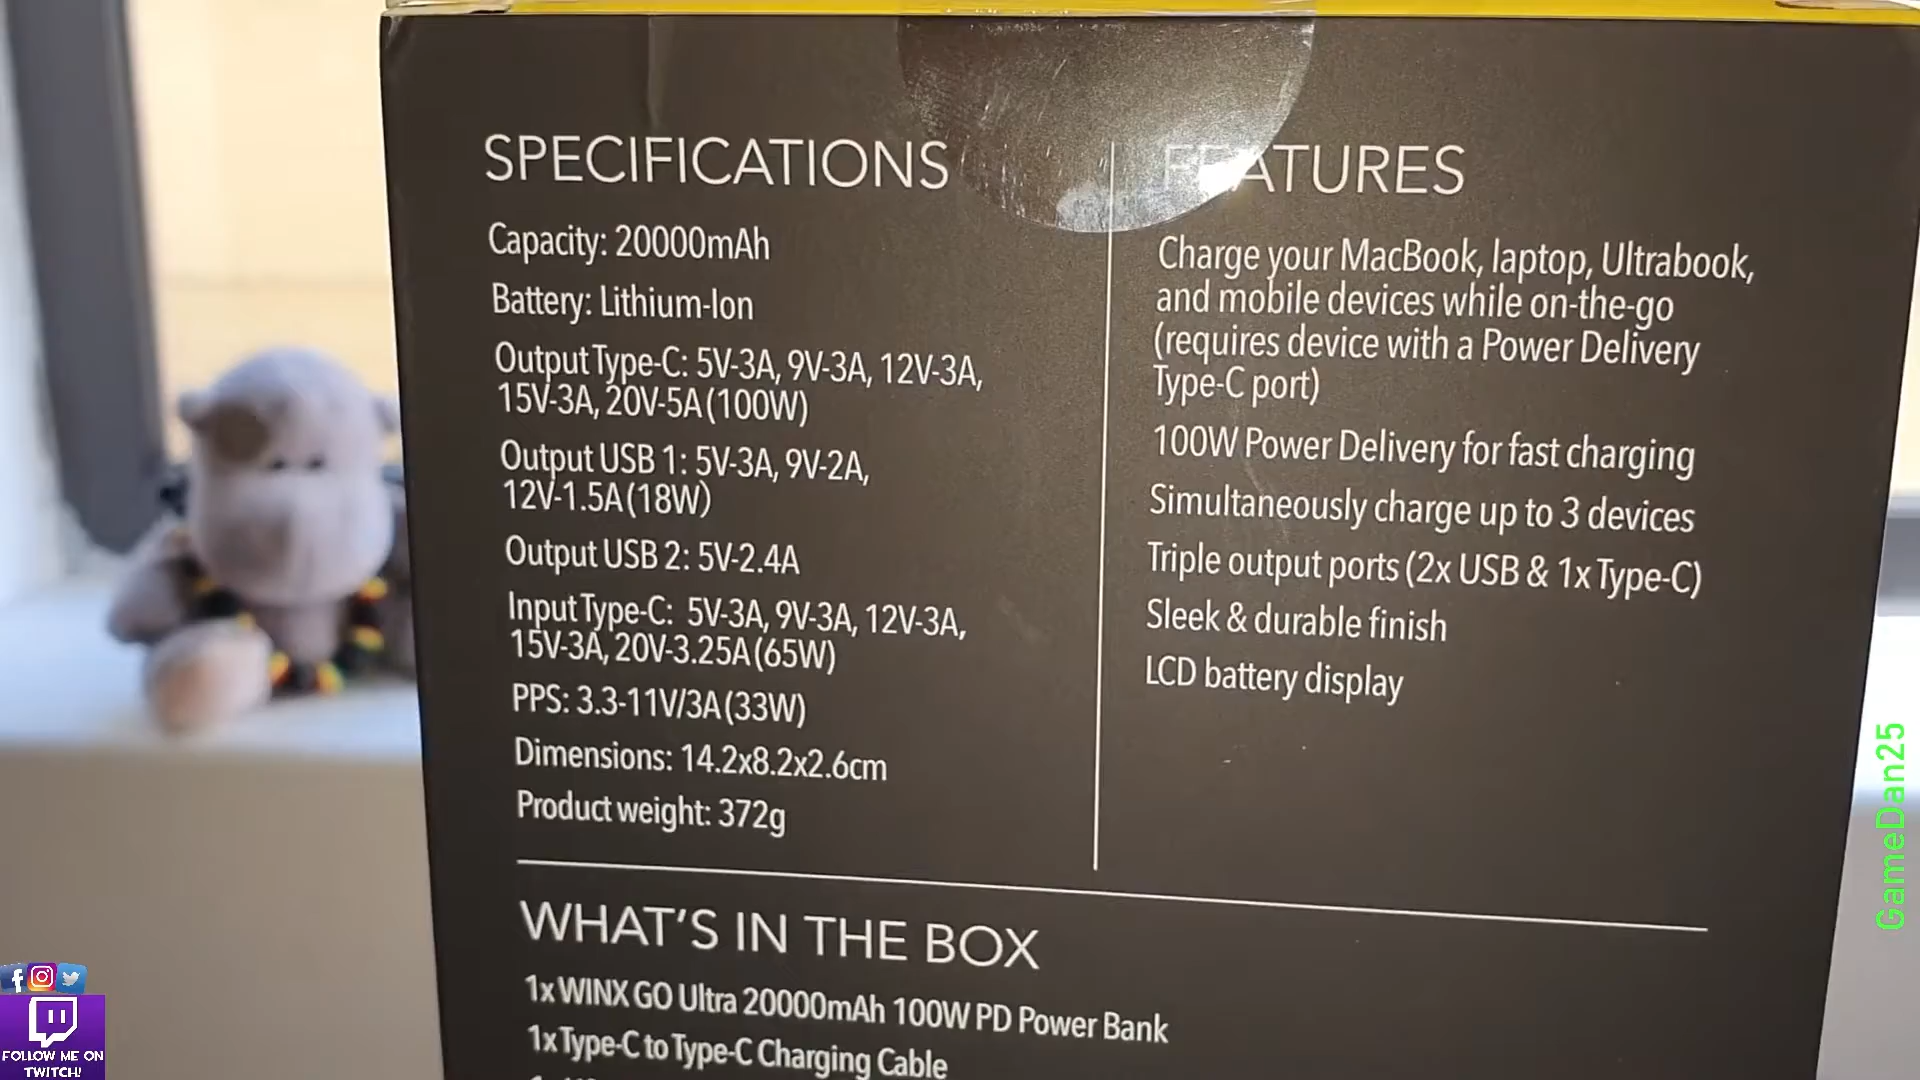 SPECIFICATIONS
Capacity: 20000mAh
Battery: Lithium-Ion
Output Type-C: 5V-3A, 9V-3A, 12V-3A,
15V-3A, 20V-5A (100W)
Output USB 1: 5V-3A, 9V-2A,
12V-1.5A (18W)
Output USB 2: 5V-2.4A
Input Type-C: 5V-3A, 9V-3A, 12V-3A,
15V-3A, 20V-3.25A (65W)
PPS: 3.3-11V/3A (33W)
Dimensions: 14.2x8.2x2.6cm
Product weight: 372g
FEATURES
Charge your MacBook, laptop, Ultrabook,
and mobile devices while on-the-go
(requires device with a Power Delivery
Type-C port)
100W Power Delivery for fast charging
Simultaneously charge up to 3 devices
Triple output ports (2x USB & 1x Type-C)
Sleek & durable finish
LCD battery display
WHAT'S IN THE BOX
1x WINX GO Ultra 20000mAh 100W PD Power Bank
1x Type-C to Type-C Charging Cable
GameDan25
FOLLOW ME ON
TWITCH!